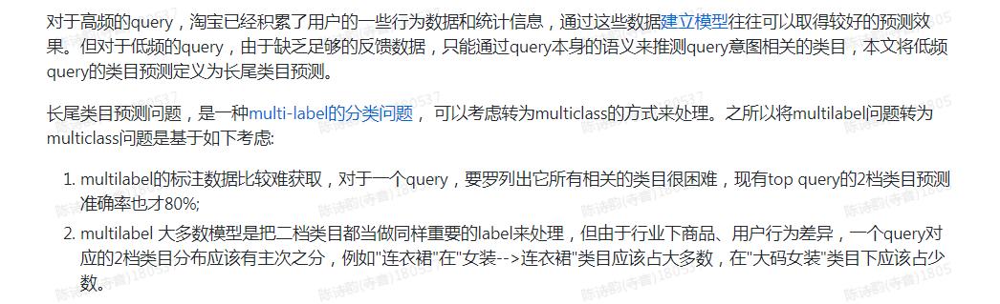 对于高频的query，淘宝已经积累了用户的一些行为数据和统计信息，通过这些数据建立模型往往可以取得较好的预测效
果。但对于低频的query，由于缺乏足够的反馈数据，只能通过query本身的语义来推测query意图相关的类目，本文将低频
query的类目预测定义为长尾类目预测。
长尾类目预测问题，是一种multi-label的分类问题， 可以考虑转为multiclass的方式来处理。之所以将multilabel问题转为
multiclass问题是基于如下考虑:
1. multilabel的标注数据比较难获取，对于一个query，要罗列出它所有相关的类目很困难，现有top query的2档类目预测
准确率也才80%;
2. multilabel 大多数模型是把二档类目都当做同样重要的label来处理，但由于行业下商品、用户行为差异，一个query对
应的2档类目分布应该有主次之分，例如"连衣裙"在"女装-->连衣裙"类目应该占大多数，在"大码女装"类目下应该占少
数。